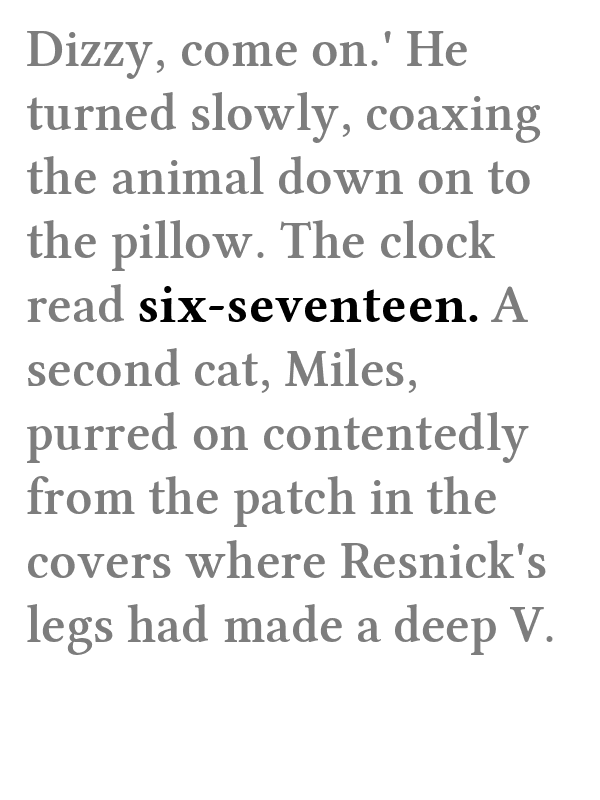 Dizzy, come on.' He
turned slowly, coaxing
the animal down on to
the pillow. The clock
read six-seventeen. A
second cat, Miles,
purred on contentedly
from the patch in the
covers where Resnick's
legs had made a deep V.